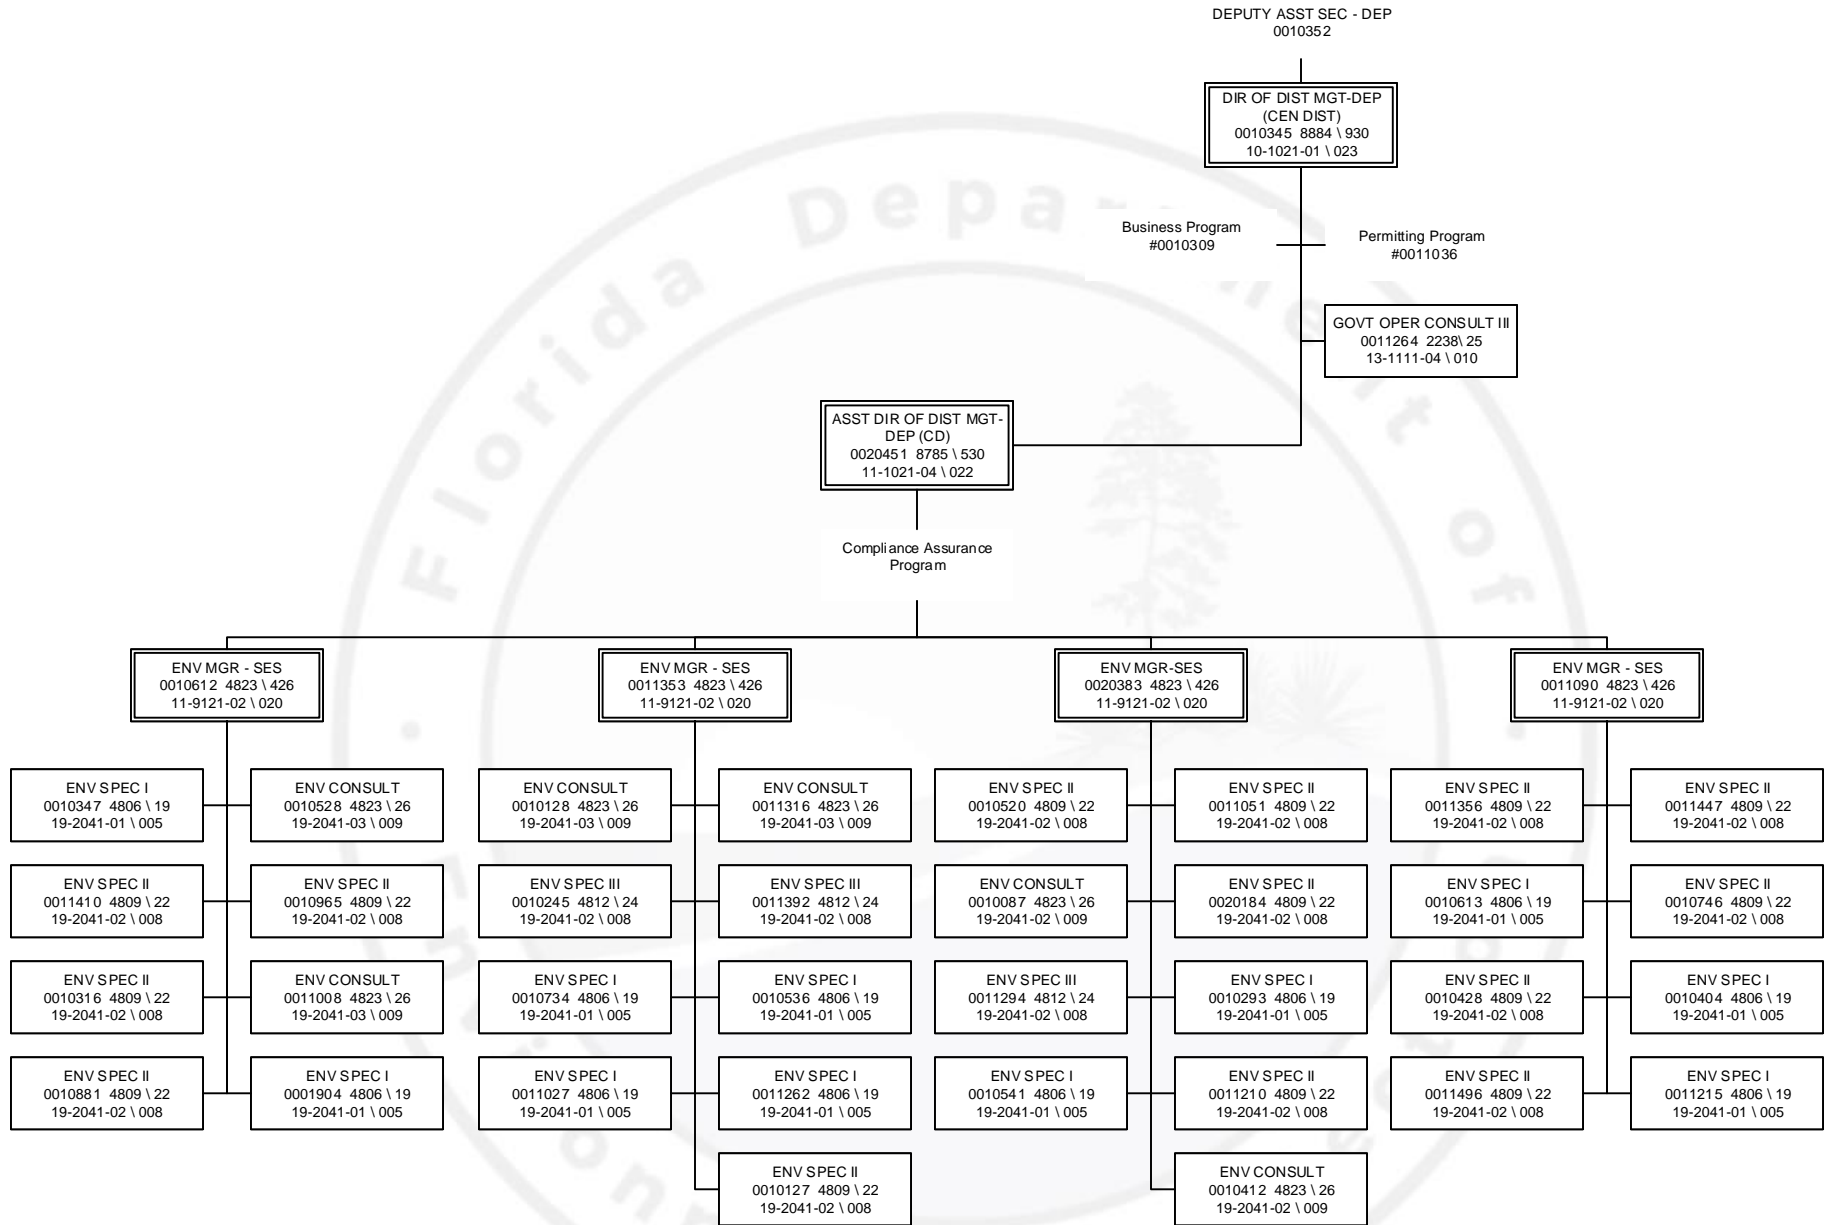 DEPUTY ASST SEC - DEP
0010352
DIR OF DIST MGT-DEP
(CEN DIST)
0010345 8884 \ 930
10-1021-01 \ 023
Business Program
#0010309
Permitting Program
#0011036
GOVT OPER CONSULT III
0011264 2238\ 25
13-1111-04 \ 010
ASST DIR OF DIST MGT-
DEP (CD)
0020451 8785 \ 530
11-1021-04 \ 022
Compliance Assurance
Program
ENV MGR - SES
0010612 4823 \ 426
11-9121-02 \ 020
ENV MGR - SES
0011353 4823 \ 426
11-9121-02 \ 020
ENV MGR-SES
0020383 4823 \ 426
11-9121-02 \ 020
ENV MGR - SES
0011090 4823 \ 426
11-9121-02 \ 020
ENV SPEC I
0010347 4806 \ 19
19-2041-01 \ 005
ENV CONSULT
0010528 4823 \ 26
19-2041-03 \ 009
ENV CONSULT
0010128 4823 \ 26
19-2041-03 \ 009
ENV CONSULT
0011316 4823 \ 26
19-2041-03 \ 009
ENV SPEC II
0010520 4809 \ 22
19-2041-02 \ 008
ENV SPEC II
0011051 4809 \ 22
19-2041-02 \ 008
ENV SPEC II
0011356 4809 \ 22
19-2041-02 \ 008
ENV SPEC II
0011447 4809 \ 22
19-2041-02 \ 008
ENV SPEC II
0011410 4809 \ 22
19-2041-02 \ 008
ENV SPEC II
0010965 4809 \ 22
19-2041-02 \ 008
ENV SPEC III
0010245 4812 \ 24
19-2041-02 \ 008
ENV SPEC III
0011392 4812 \ 24
19-2041-02 \ 008
ENV CONSULT
0010087 4823 \ 26
19-2041-02 \ 009
ENV SPEC II
0020184 4809 \ 22
19-2041-02 \ 008
ENV SPEC I
0010613 4806 \ 19
19-2041-01 \ 005
ENV SPEC II
0010746 4809 \ 22
19-2041-02 \ 008
ENV SPEC II
0010316 4809 \ 22
19-2041-02 \ 008
ENV CONSULT
0011008 4823 \ 26
19-2041-03 \ 009
ENV SPEC I
0010734 4806 \ 19
19-2041-01 \ 005
ENV SPEC I
0010536 4806 \ 19
19-2041-01 \ 005
ENV SPEC III
0011294 4812 \ 24
19-2041-02 \ 008
ENV SPEC I
0010293 4806 \ 19
19-2041-01 \ 005
ENV SPEC II
0010428 4809 \ 22
19-2041-02 \ 008
ENV SPEC I
0010404 4806 \ 19
19-2041-01 \ 005
ENV SPEC II
0010881 4809 \ 22
19-2041-02 \ 008
ENV SPEC I
0001904 4806 \ 19
19-2041-01 \ 005
ENV SPEC I
0011027 4806 \ 19
19-2041-01 \ 005
ENV SPEC I
0011262 4806 \ 19
19-2041-01 \ 005
ENV SPEC I
0010541 4806 \ 19
19-2041-01 \ 005
ENV SPEC II
0011210 4809 \ 22
19-2041-02 \ 008
ENV SPEC II
0011496 4809 \ 22
19-2041-02 \ 008
ENV SPEC I
0011215 4806 \ 19
19-2041-01 \ 005
ENV SPEC II
0010127 4809 \ 22
19-2041-02 \ 008
ENV CONSULT
0010412 4823 \ 26
19-2041-02 \ 009
Florida
of